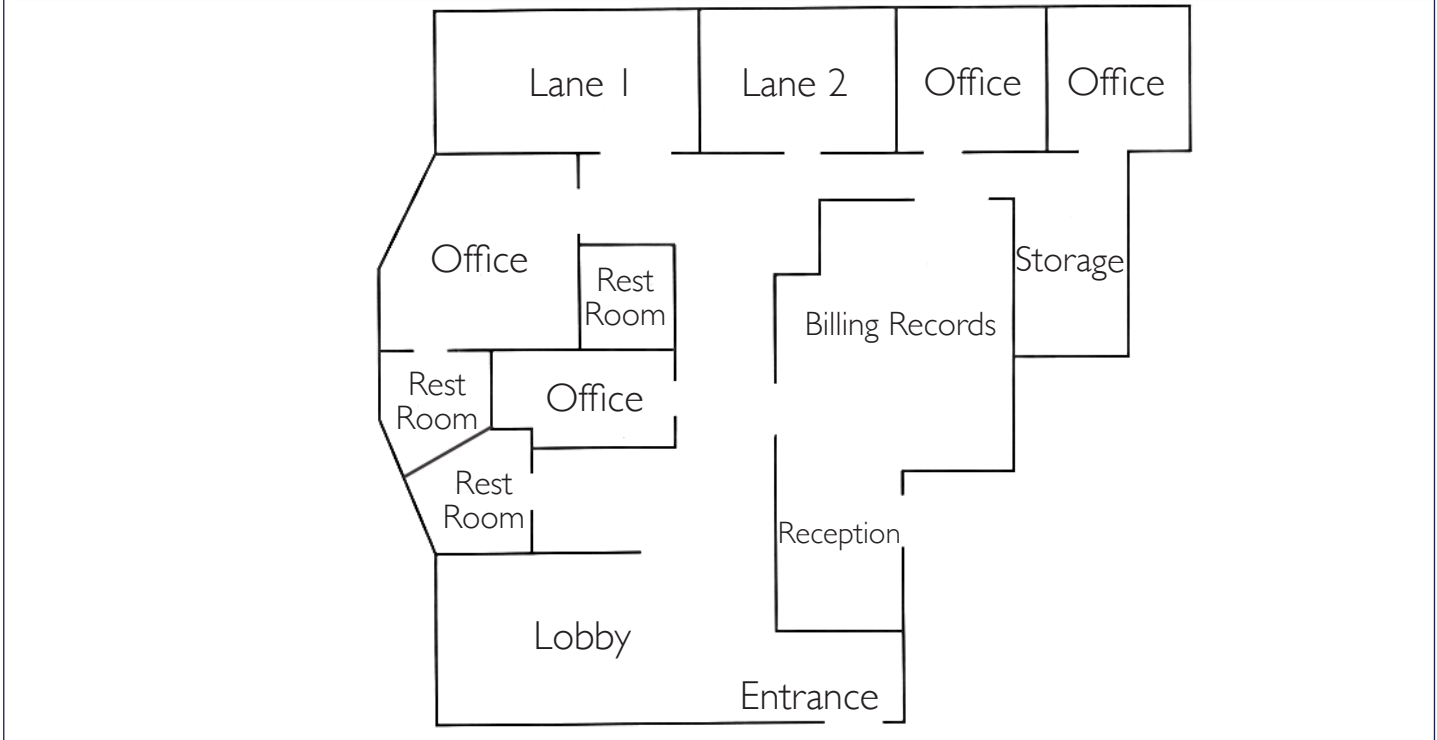 Lane 1
Lane 2
Office
Office
Office
Rest
Room
Storage
Billing Records
Rest
Room
Office
Rest
Room
Reception
Lobby
Entrance